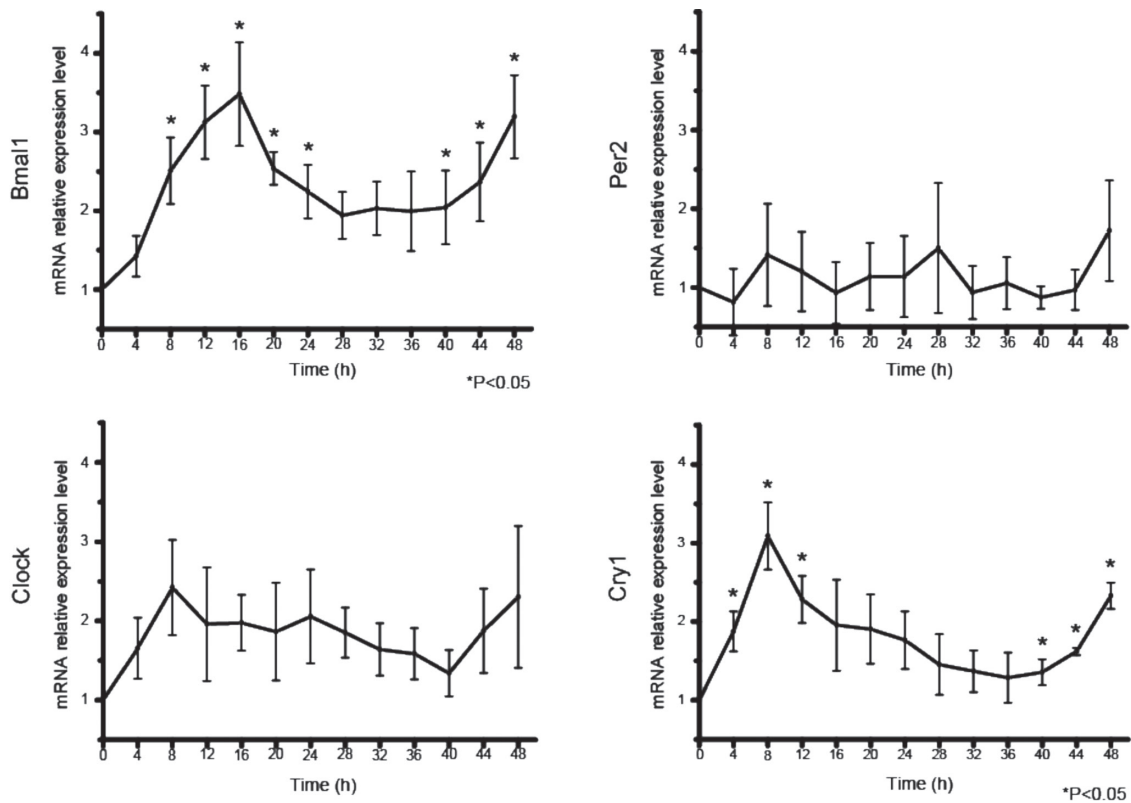 Bmal1
mRNA relative expression level
4
3
2
1
0 4 8 12 16 20 24 28 32 36 40 44 48
Time (h)
* * * * * * * *
*P<0.05
Per2
mRNA relative expression level
4
3
2
1
0 4 8 12 16 20 24 28 32 36 40 44 48
Time (h)
Clock
mRNA relative expression level
4
3
2
1
0 4 8 12 16 20 24 28 32 36 40 44 48
Time (h)
Cry1
mRNA relative expression level
4
3
2
1
0 4 8 12 16 20 24 28 32 36 40 44 48
Time (h)
* * * * * *
*P<0.05